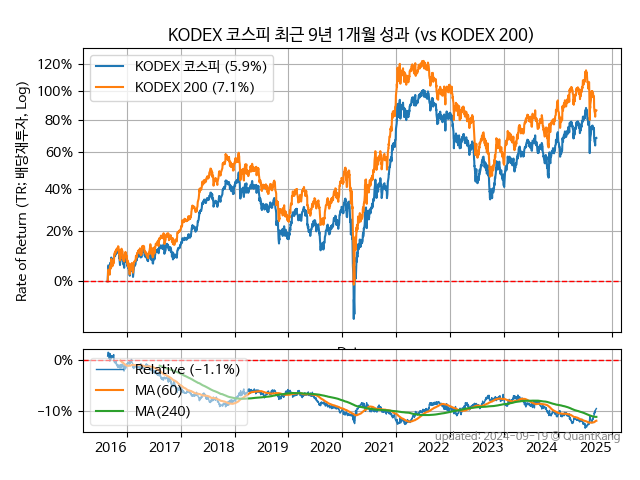 KODEX 코스피 최근 9년 1개월 성과 (vs KODEX 200)
Rate of Return (TR: 배당재투자, Log)
120%
100%
80%
60%
40%
20%
0%
KODEX 코스피 (5.9%)
KODEX 200 (7.1%)
0%
−10%
Relative (−1.1%)
MA(60)
MA(240)
2016 2017 2018 2019 2020 2021 2022 2023 2024 2025
updated: 2024-09-19 © QuantKang